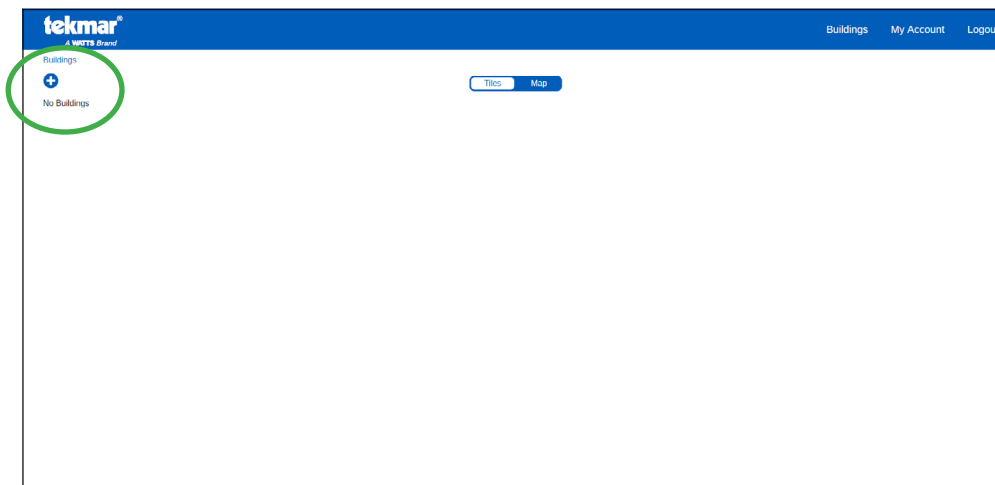 tekmar®
A WATTS Brand
Buildings My Account Logou
Buildings
Tiles Map
No Buildings